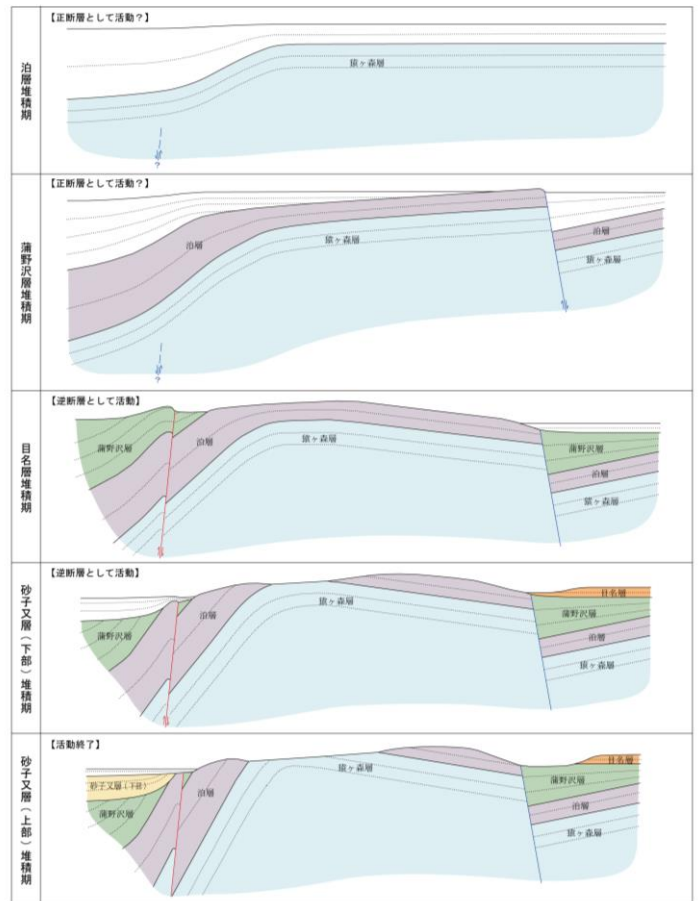 泊層堆積期
【正断層として活動？】
猿ヶ森層
？
蒲野沢層堆積期
【正断層として活動？】
泊層
猿ヶ森層
泊層
猿ヶ森層
？
目名層堆積期
【逆断層として活動】
蒲野沢層
泊層
猿ヶ森層
蒲野沢層
泊層
猿ヶ森層
砂子又層（下部）堆積期
【逆断層として活動】
蒲野沢層
泊層
猿ヶ森層
目名層
蒲野沢層
泊層
猿ヶ森層
砂子又層（上部）堆積期
【活動終了】
砂子又層（下部）
蒲野沢層
泊層
猿ヶ森層
目名層
蒲野沢層
泊層
猿ヶ森層